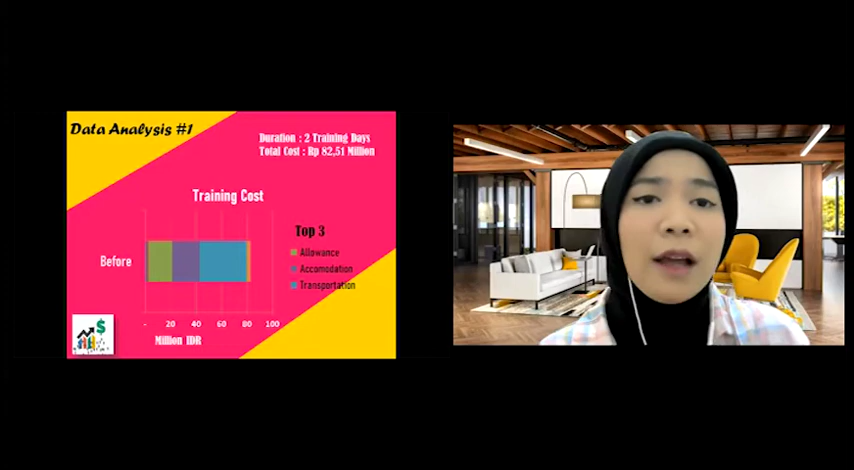 Data Analysis #1
Duration : 2 Training Days
Total Cost : Rp 82,51 Million
Training Cost
Top 3
Allowance
Accomodation
Transportation
Before
- 20 40 60 80 100
Million IDR
$